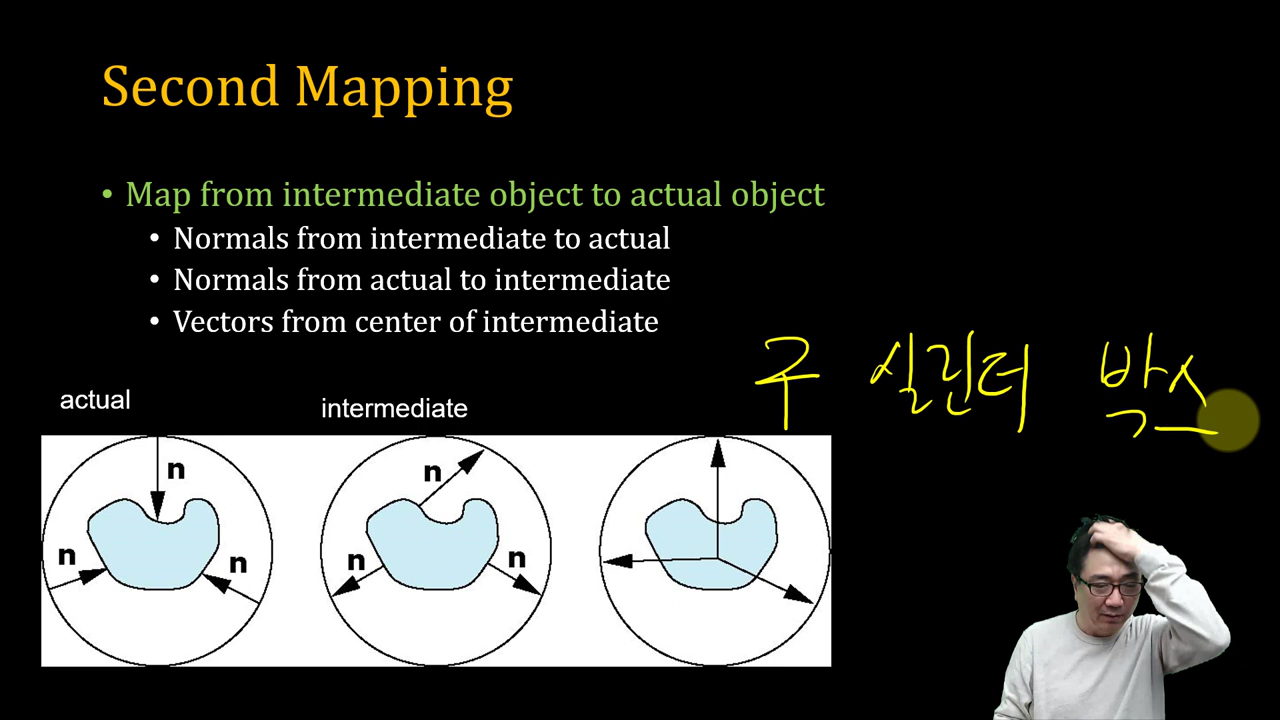 Second Mapping
• Map from intermediate object to actual object
• Normals from intermediate to actual
• Normals from actual to intermediate
• Vectors from center of intermediate
구 실린더 박스
actual
intermediate
n
n
n
n
n
n